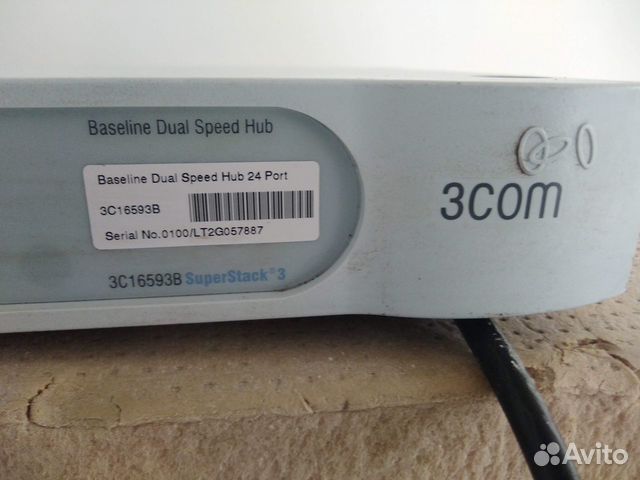 Baseline Dual Speed Hub
Baseline Dual Speed Hub 24 Port
3C16593B
Serial No.0100/LT2G057887
3C16593B SuperStack® 3
3COM
Avito